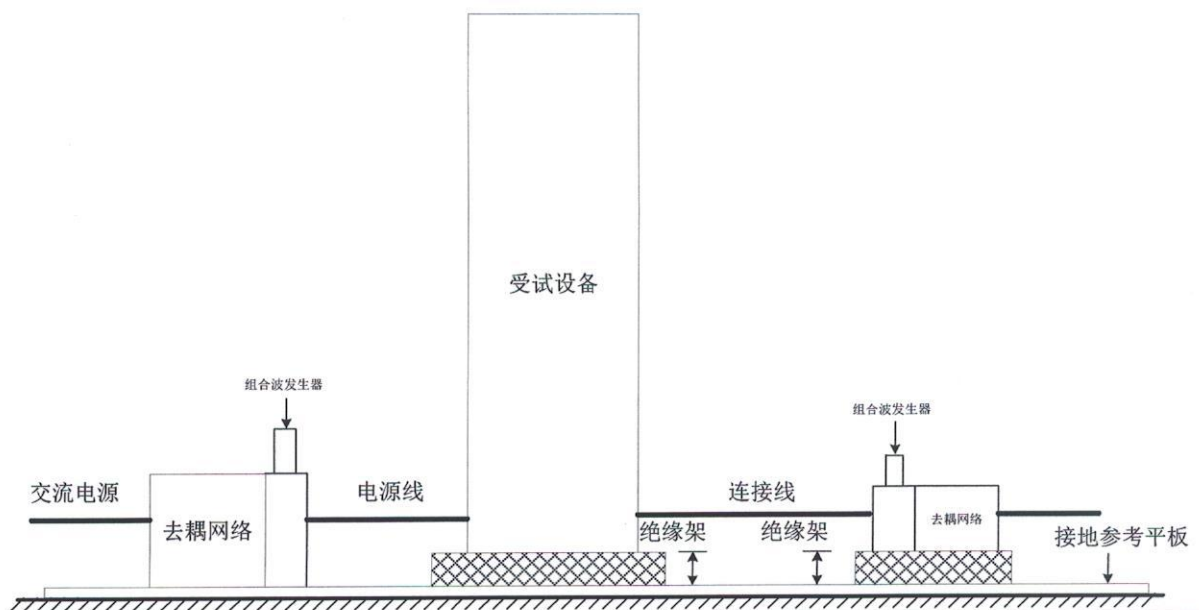 受试设备
组合波发生器
组合波发生器
交流电源
电源线
连接线
去耦网络
绝缘架
绝缘架
去耦网络
接地参考平板